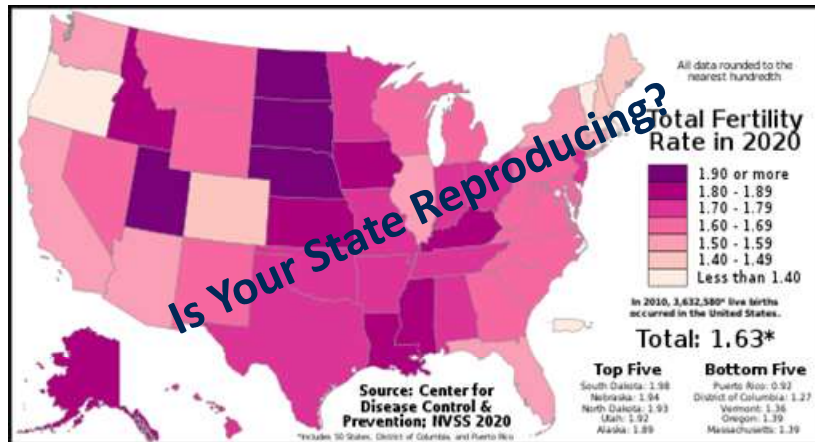 All data rounded to the
nearest hundredth
Is Your State Reproducing?
Total Fertility
Rate in 2020
1.90 or more
1.80 - 1.89
1.70 - 1.79
1.60 - 1.69
1.50 - 1.59
1.40 - 1.49
Less than 1.40
In 2010, 3,632,580* live births
occurred in the United States.
Total: 1.63*
Top Five
South Dakota: 1.98
Nebraska: 1.94
North Dakota: 1.93
Utah: 1.92
Alaska: 1.89
Bottom Five
Puerto Rico: 0.92
District of Columbia: 1.27
Vermont: 1.36
Oregon: 1.39
Massachusetts: 1.39
Source: Center for
Disease Control &
Prevention; NVSS 2020
*Includes 50 States, District of Columbia, and Puerto Rico